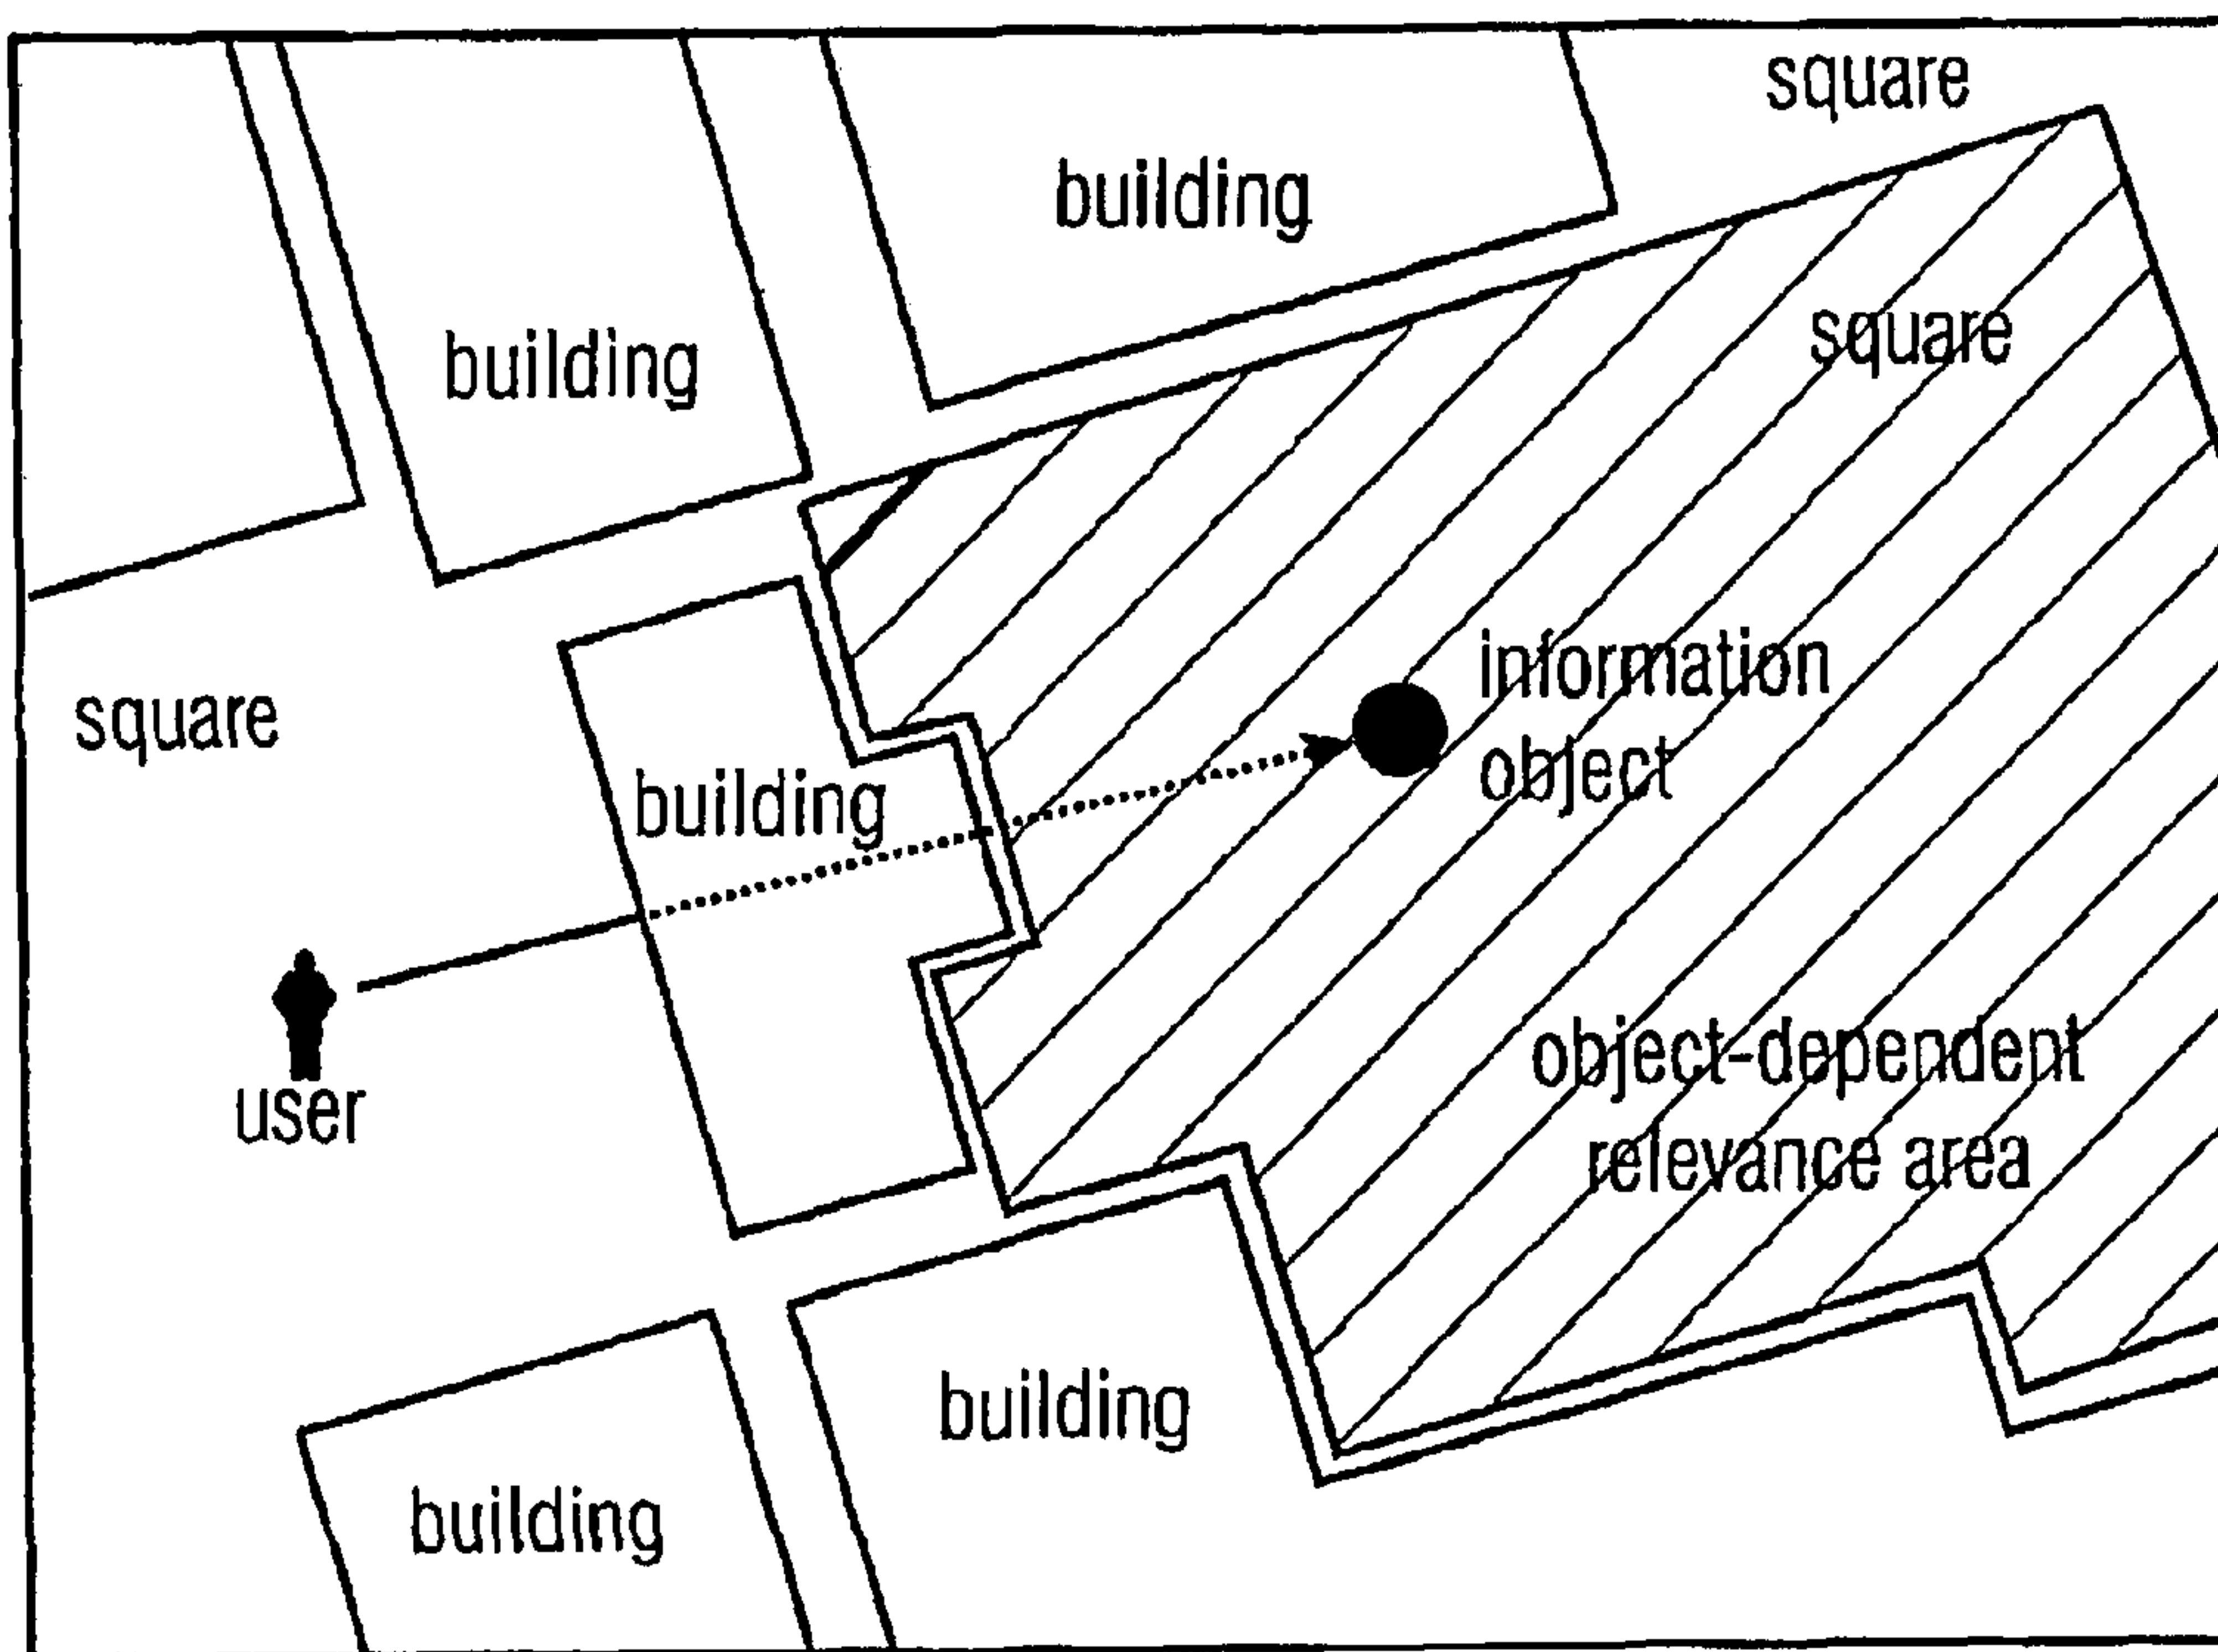 square
building
square
building
information
square
building
object
object-dependent
user
relevance area
building
building